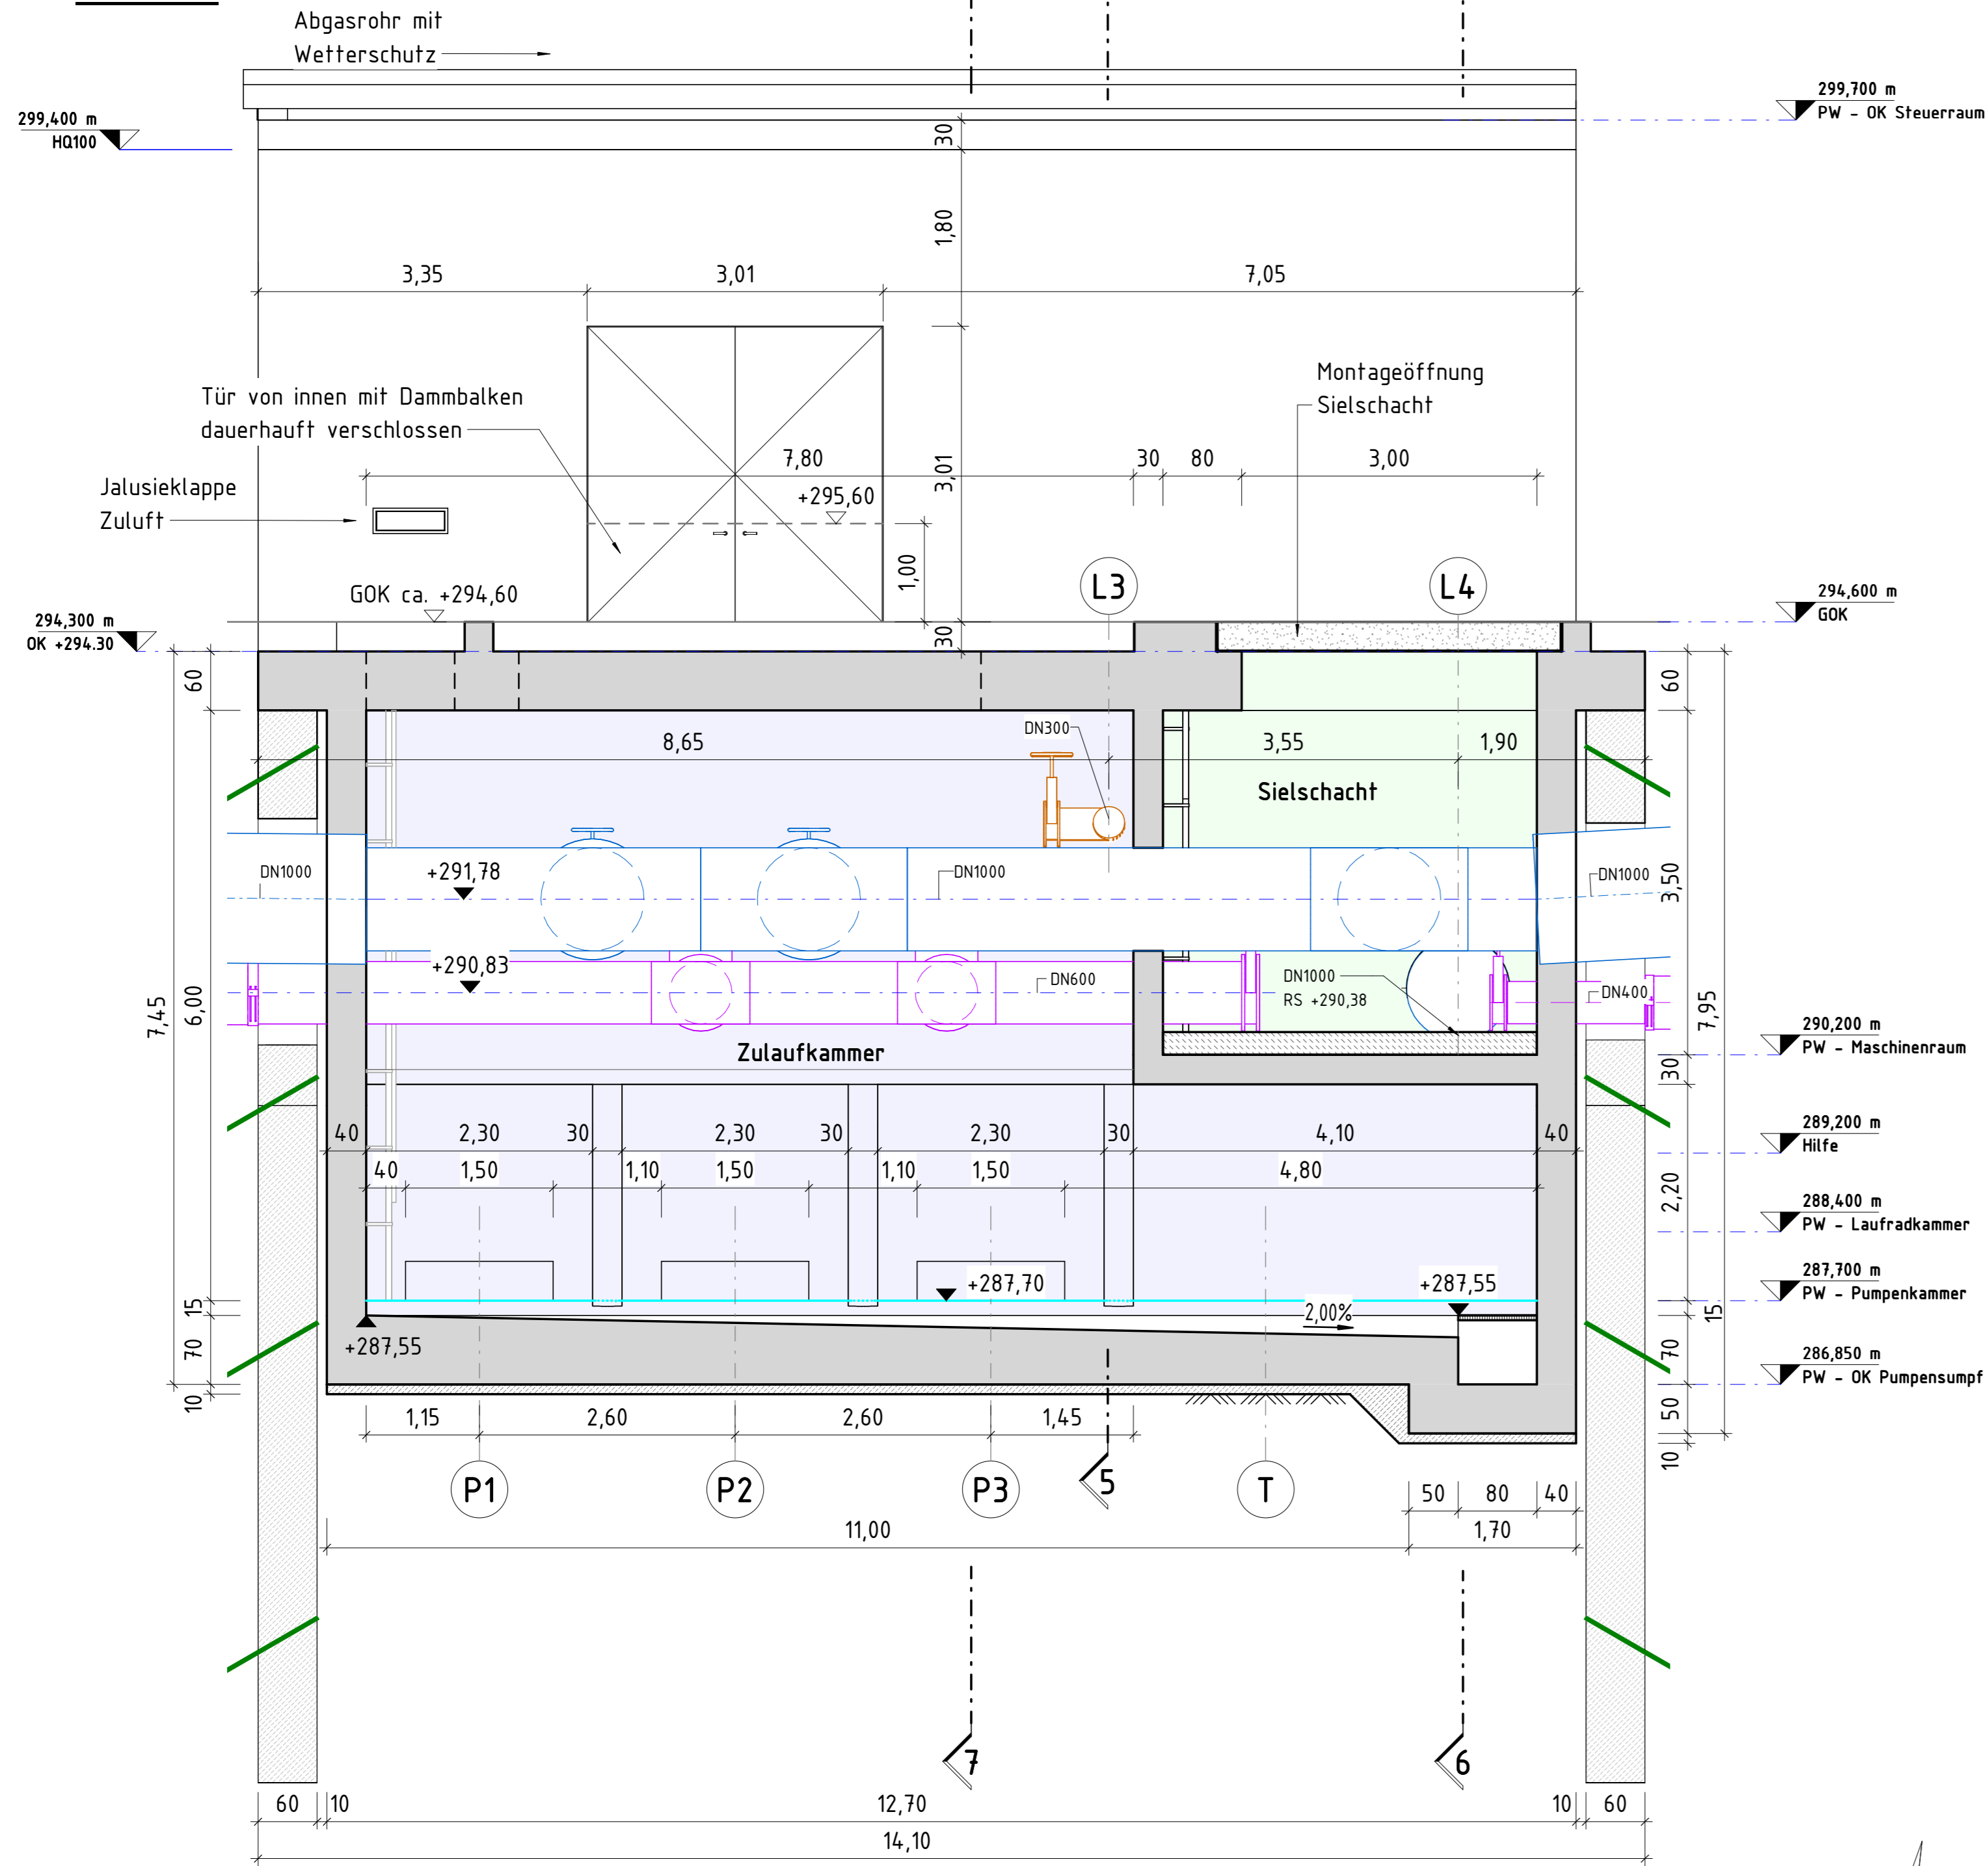 Abgasrohr mit
Wetterschutz
299,400 m
HQ100
299,700 m
PW - OK Steuerraum
30
1,80
3,35
3,01
7,05
Montageöffnung
Sielschacht
Tür von innen mit Dammbalken
dauerhauft verschlossen
7,80
30
80
3,00
3,01
+295,60
Jalusieklappe
Zuluft
1,00
GOK ca. +294,60
L3
L4
294,600 m
GOK
294,300 m
OK +294.30
30
60
60
DN300
8,65
3,55
1,90
Sielschacht
+291,78
DN1000
DN1000
DN1000
3,50
+290,83
DN600
DN1000
RS +290,38
DN400
7,45
6,00
7,95
Zulaufkammer
290,200 m
PW - Maschinenraum
30
40
2,30
30
2,30
30
2,30
30
4,10
40
289,200 m
Hilfe
40
1,50
1,10
1,50
1,10
1,50
4,80
2,20
288,400 m
PW - Laufradkammer
+287,70
+287,55
287,700 m
PW - Pumpenkammer
15
2,00%
15
+287,55
70
70
286,850 m
PW - OK Pumpensumpf
10
1,15
2,60
2,60
1,45
50
10
P1
P2
P3
5
T
50
80
40
11,00
1,70
7
6
60
10
12,70
10
60
14,10